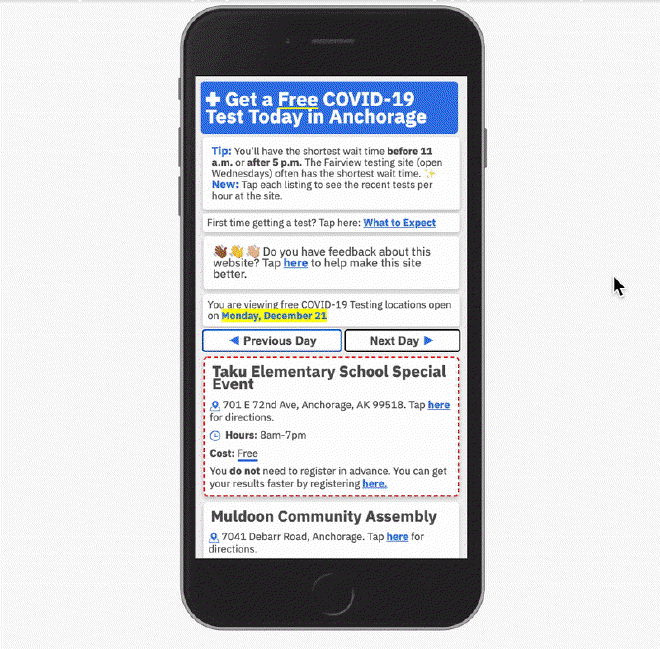 + Get a Free COVID-19
Test Today in Anchorage
Tip: You'll have the shortest wait time before 11
a.m. or after 5 p.m. The Fairview testing site (open
Wednesdays) often has the shortest wait time. ✨
New: Tap each listing to see the recent tests per
hour at the site.
First time getting a test? Tap here: What to Expect
👋🏿👋👋🏼 Do you have feedback about this
website? Tap here to help make this site
better.
You are viewing free COVID-19 Testing locations open
on Monday, December 21
◀ Previous Day
Next Day ▶
Taku Elementary School Special
Event
701 E 72nd Ave, Anchorage, AK 99518. Tap here
for directions.
Hours: 8am-7pm
Cost: Free
You do not need to register in advance. You can get
your results faster by registering here.
Muldoon Community Assembly
7041 Debarr Road, Anchorage. Tap here for
directions.